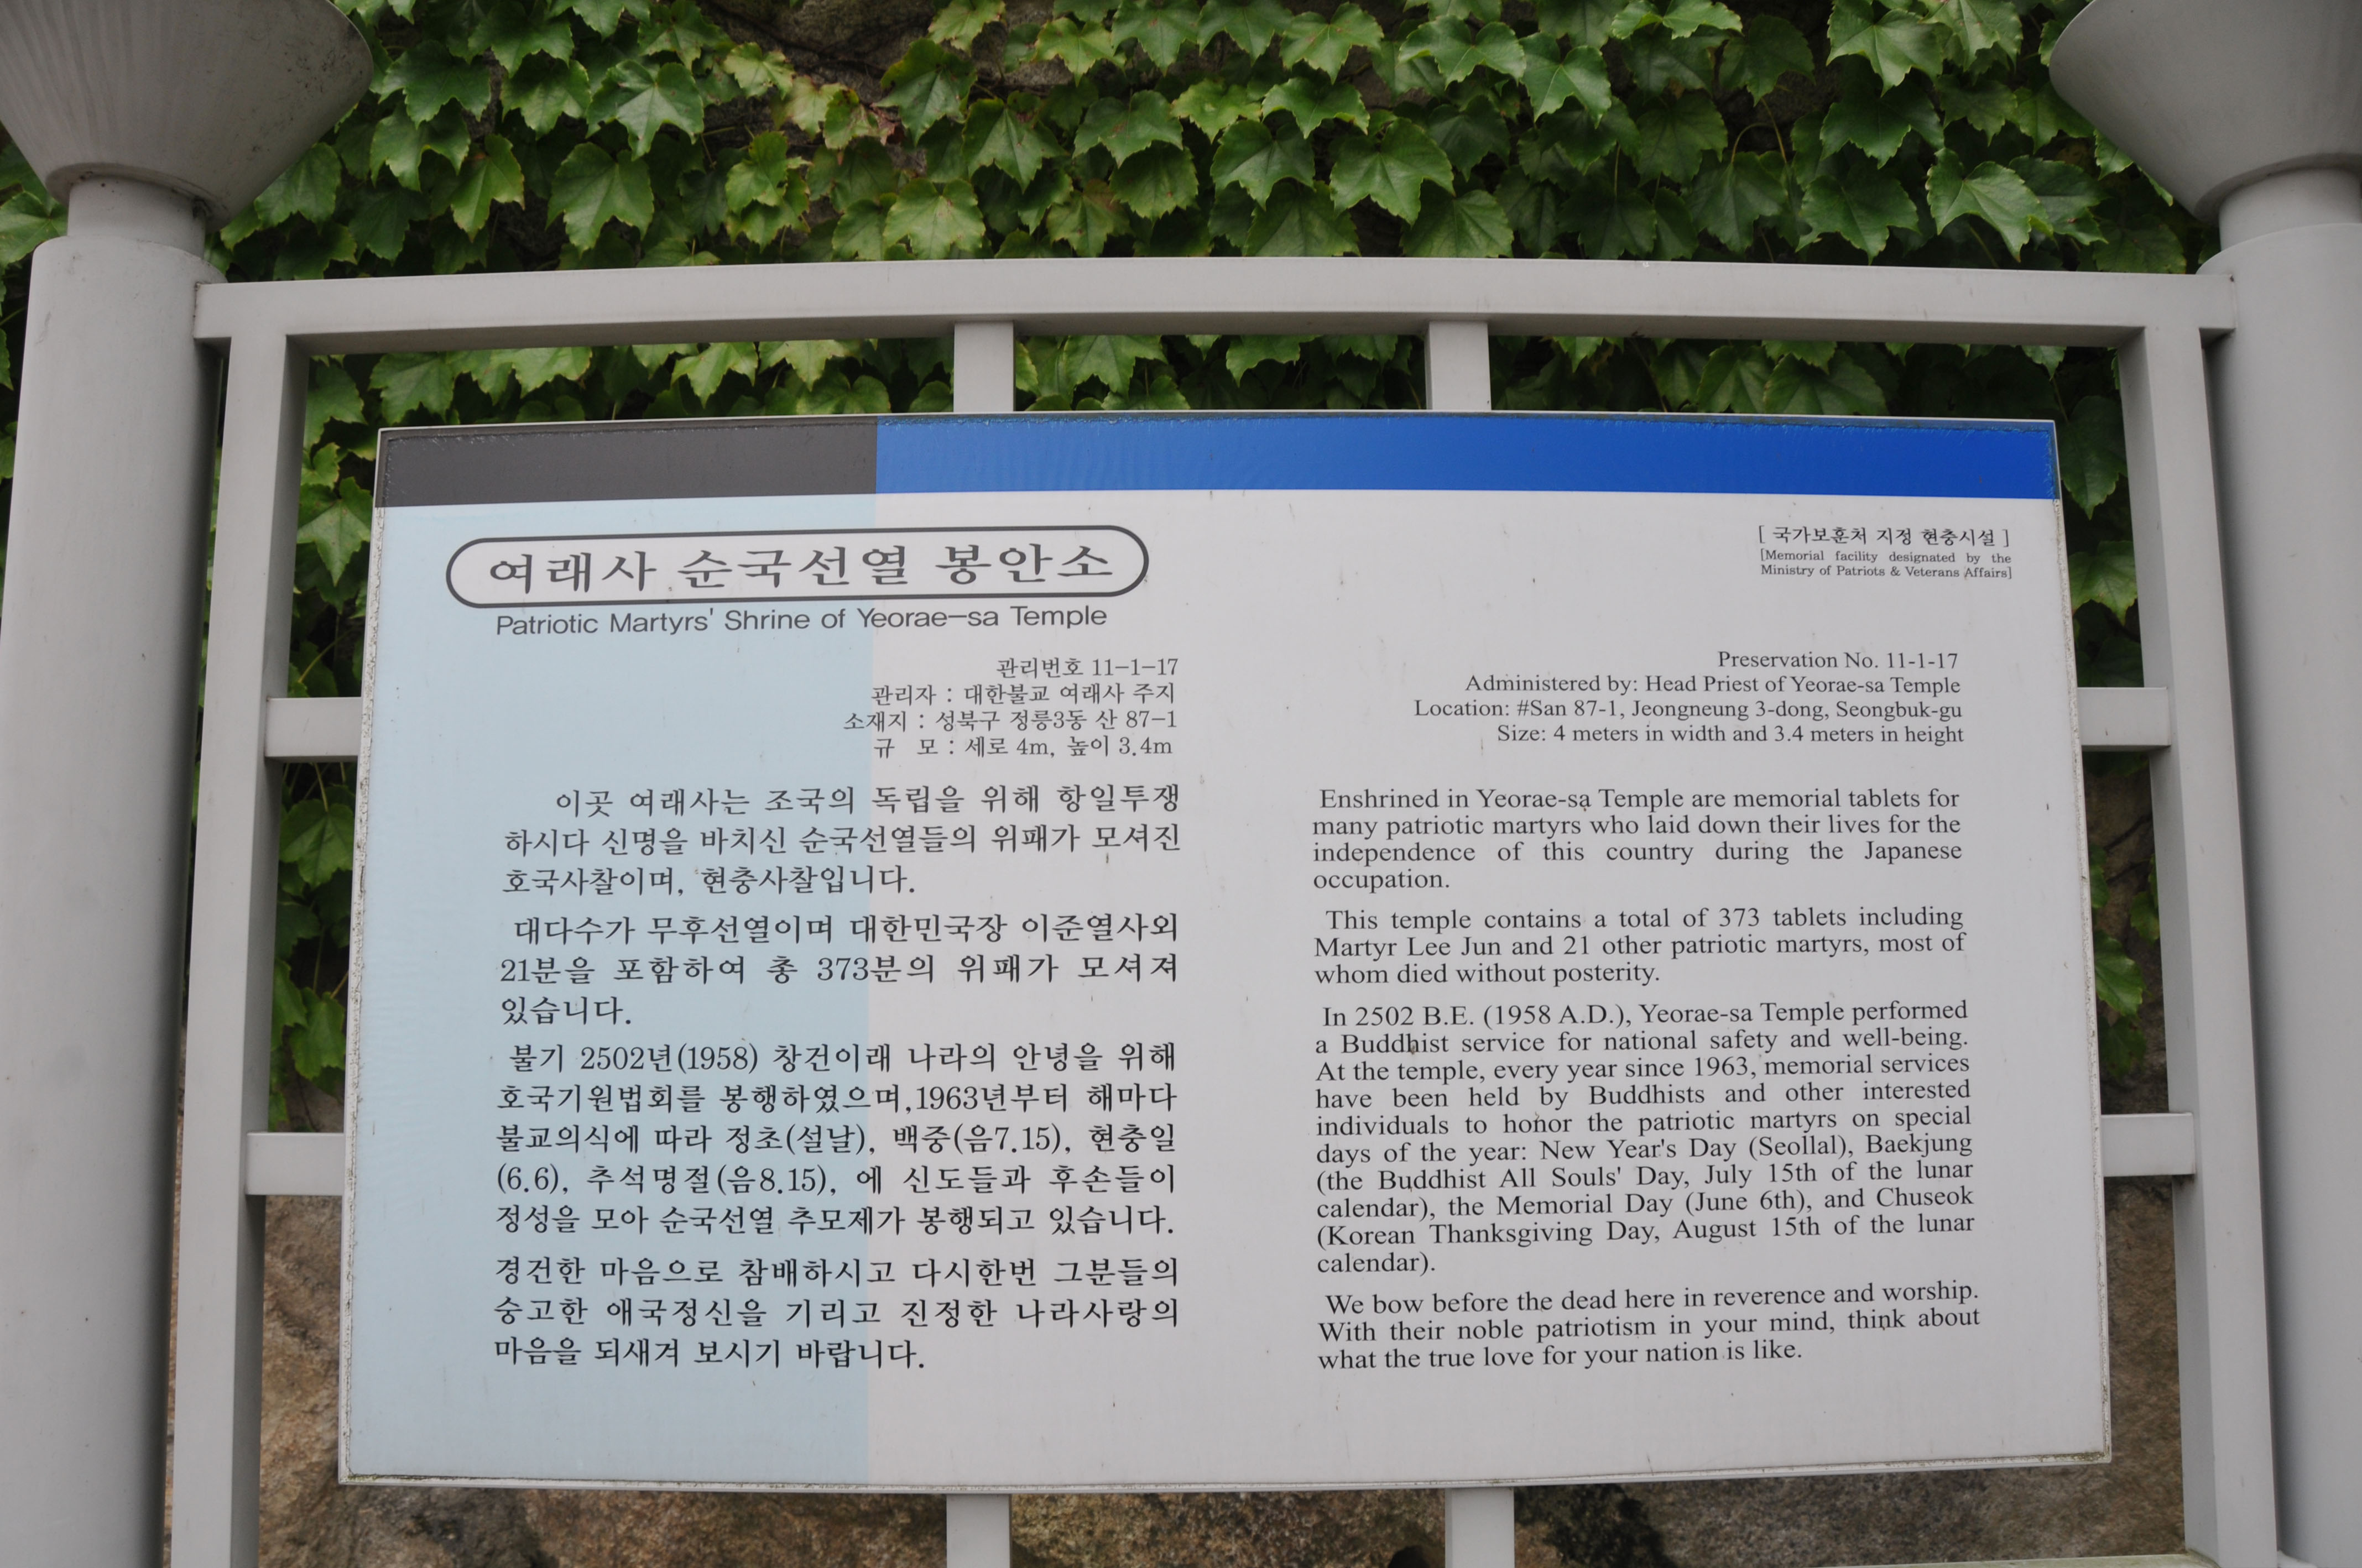 여래사 순국선열 봉안소
Patriotic Martyrs' Shrine of Yeorae-sa Temple
[ 국가보훈처 지정 현충시설 ]
[Memorial facility designated by the
Ministry of Patriots & Veterans Affairs]
관리번호 11-1-17
관리자 : 대한불교 여래사 주지
소재지 : 성북구 정릉3동 산 87-1
규 모 : 세로 4m, 높이 3.4m
이곳 여래사는 조국의 독립을 위해 항일투쟁
하시다 신명을 바치신 순국선열들의 위패가 모셔진
호국사찰이며, 현충사찰입니다.
대다수가 무후선열이며 대한민국장 이준열사외
21분을 포함하여 총 373분의 위패가 모셔져
있습니다.
불기 2502년(1958) 창건이래 나라의 안녕을 위해
호국기원법회를 봉행하였으며,1963년부터 해마다
불교의식에 따라 정초(설날), 백중(음7.15), 현충일
(6.6), 추석명절(음8.15), 에 신도들과 후손들이
정성을 모아 순국선열 추모제가 봉행되고 있습니다.
경건한 마음으로 참배하시고 다시한번 그분들의
숭고한 애국정신을 기리고 진정한 나라사랑의
마음을 되새겨 보시기 바랍니다.
Preservation No. 11-1-17
Administered by: Head Priest of Yeorae-sa Temple
Location: #San 87-1, Jeongneung 3-dong, Seongbuk-gu
Size: 4 meters in width and 3.4 meters in height
Enshrined in Yeorae-sa Temple are memorial tablets for
many patriotic martyrs who laid down their lives for the
independence of this country during the Japanese
occupation.
This temple contains a total of 373 tablets including
Martyr Lee Jun and 21 other patriotic martyrs, most of
whom died without posterity.
In 2502 B.E. (1958 A.D.), Yeorae-sa Temple performed
a Buddhist service for national safety and well-being.
At the temple, every year since 1963, memorial services
have been held by Buddhists and other interested
individuals to honor the patriotic martyrs on special
days of the year: New Year's Day (Seollal), Baekjung
(the Buddhist All Souls' Day, July 15th of the lunar
calendar), the Memorial Day (June 6th), and Chuseok
(Korean Thanksgiving Day, August 15th of the lunar
calendar).
We bow before the dead here in reverence and worship.
With their noble patriotism in your mind, think about
what the true love for your nation is like.